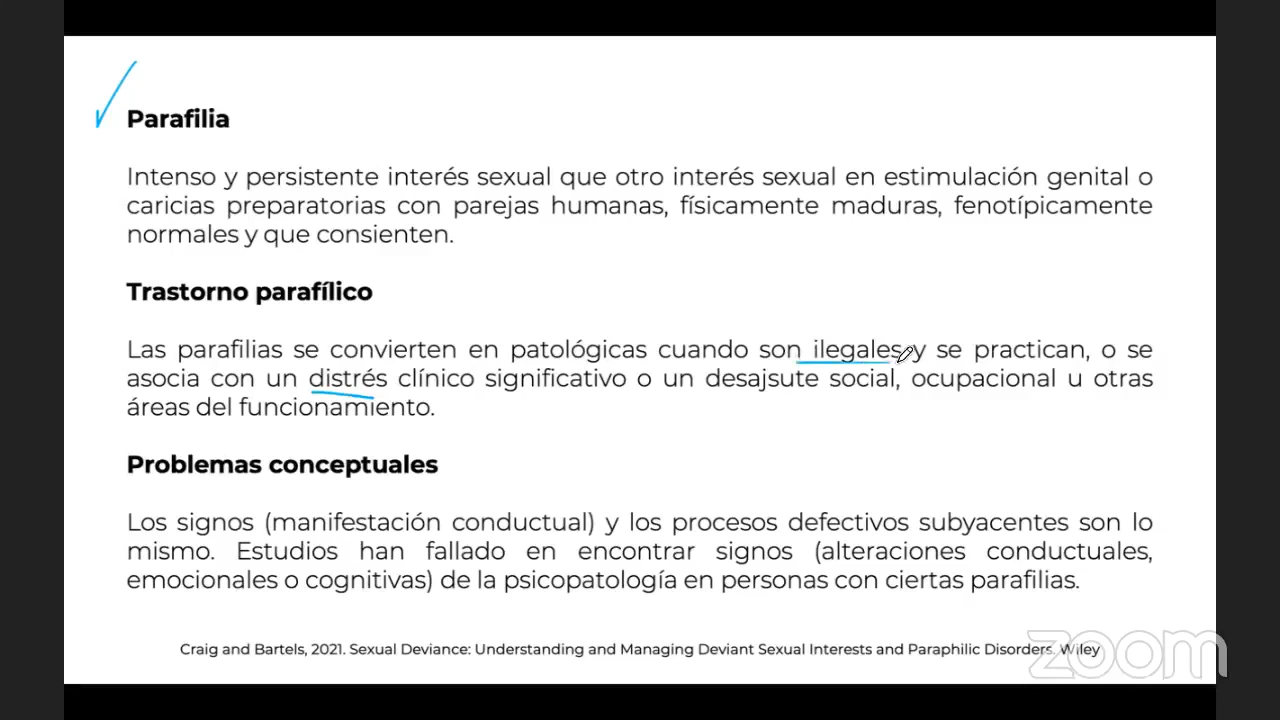 Parafilia
Intenso y persistente interés sexual que otro interés sexual en estimulación genital o
caricias preparatorias con parejas humanas, físicamente maduras, fenotípicamente
normales y que consienten.
Trastorno parafílico
Las parafilias se convierten en patológicas cuando son ilegales y se practican, o se
asocia con un distrés clínico significativo o un desajsute social, ocupacional u otras
áreas del funcionamiento.
Problemas conceptuales
Los signos (manifestación conductual) y los procesos defectivos subyacentes son lo
mismo. Estudios han fallado en encontrar signos (alteraciones conductuales,
emocionales o cognitivas) de la psicopatología en personas con ciertas parafilias.
Craig and Bartels, 2021. Sexual Deviance: Understanding and Managing Deviant Sexual Interests and Paraphilic Disorders. Wiley
zoom